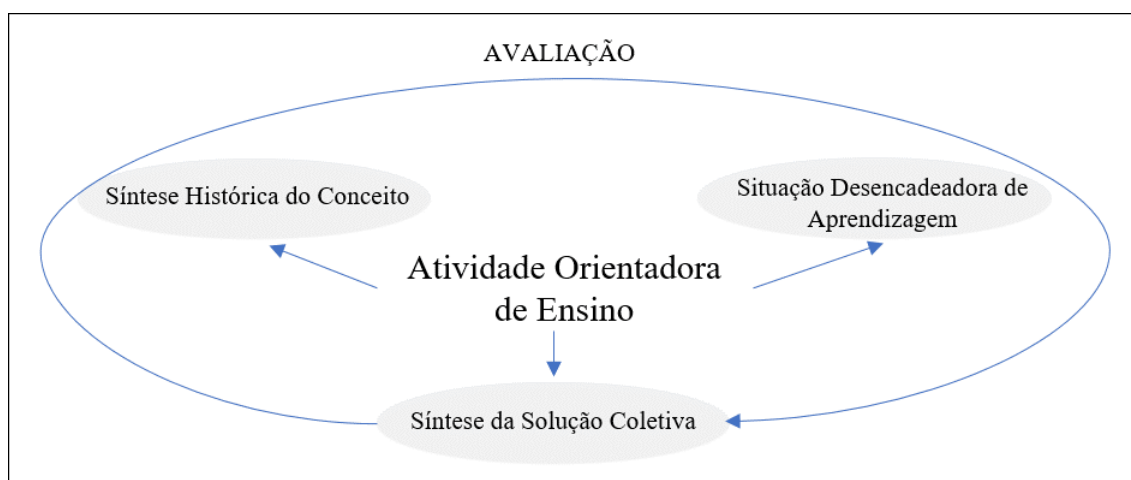 AVALIAÇÃO
Síntese Histórica do Conceito
Situação Desencadeadora de
Aprendizagem
Atividade Orientadora
de Ensino
Síntese da Solução Coletiva